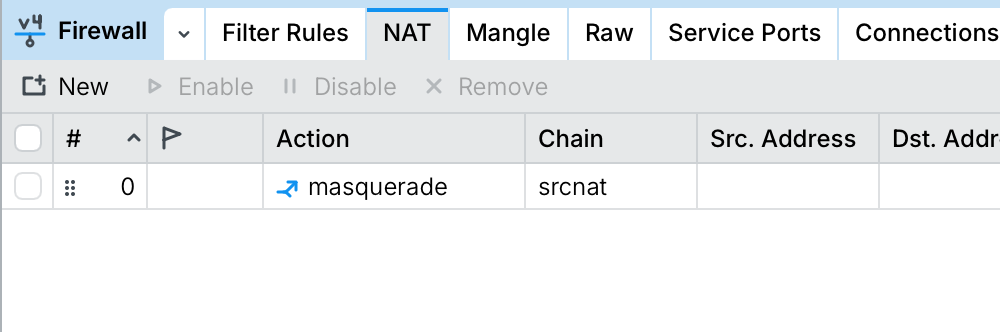 v4 Firewall Filter Rules NAT Mangle Raw Service Ports Connections
New Enable Disable Remove
# Action Chain Src. Address Dst. Addr
0 masquerade srcnat